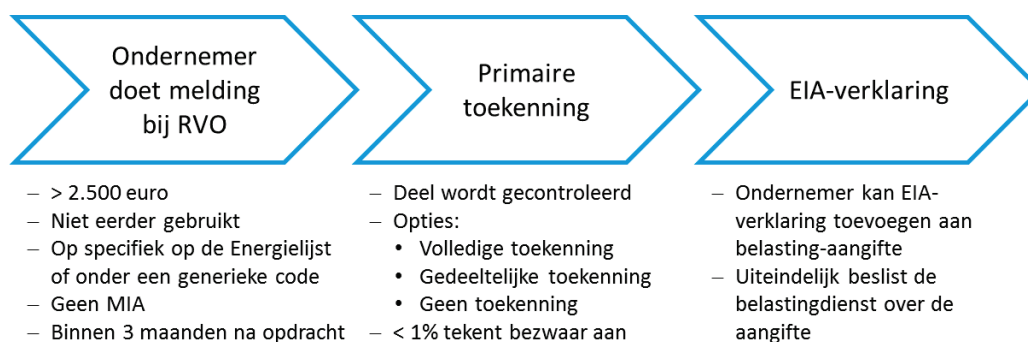 Ondernemer
doet melding
bij RVO
Primaire
toekenning
EIA-verklaring
– > 2.500 euro
– Niet eerder gebruikt
– Op specifiek op de Energielijst
of onder een generieke code
– Geen MIA
– Binnen 3 maanden na opdracht
– Deel wordt gecontroleerd
– Opties:
• Volledige toekenning
• Gedeeltelijke toekenning
• Geen toekenning
– < 1% tekent bezwaar aan
– Ondernemer kan EIA-
verklaring toevoegen aan
belasting-aangifte
– Uiteindelijk beslist de
belastingdienst over de
aangifte